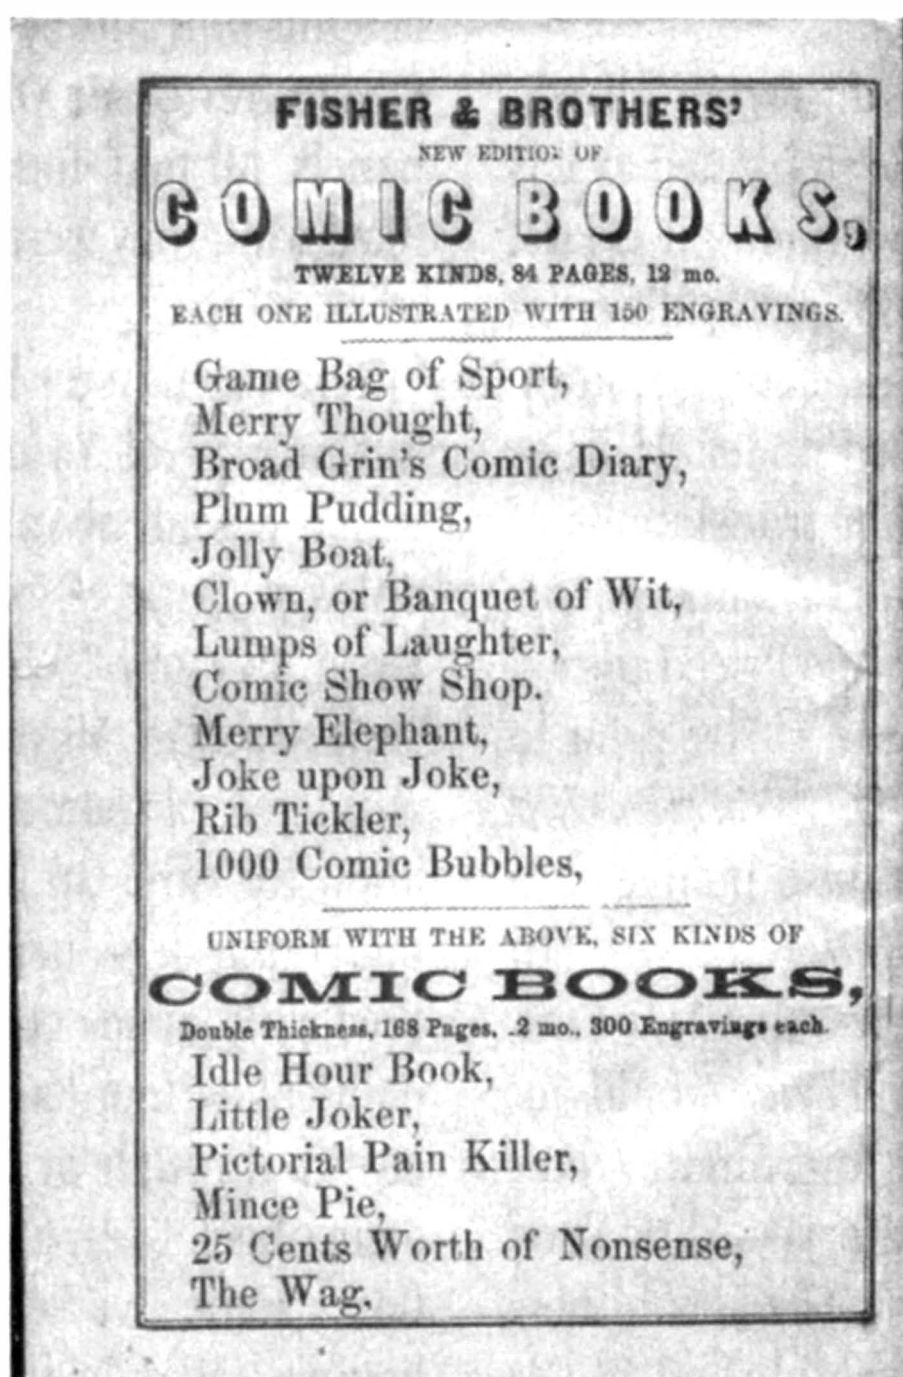 FISHER & BROTHERS'
NEW EDITION OF
COMIC BOOKS,
TWELVE KINDS, 84 PAGES, 12 mo.
EACH ONE ILLUSTRATED WITH 150 ENGRAVINGS.
Game Bag of Sport,
Merry Thought,
Broad Grin's Comic Diary,
Plum Pudding,
Jolly Boat,
Clown, or Banquet of Wit,
Lumps of Laughter,
Comic Show Shop.
Merry Elephant,
Joke upon Joke,
Rib Tickler,
1000 Comic Bubbles,
UNIFORM WITH THE ABOVE, SIX KINDS OF
COMIC BOOKS,
Double Thickness, 168 Pages, .2 mo., 300 Engravings each.
Idle Hour Book,
Little Joker,
Pictorial Pain Killer,
Mince Pie,
25 Cents Worth of Nonsense,
The Wag.